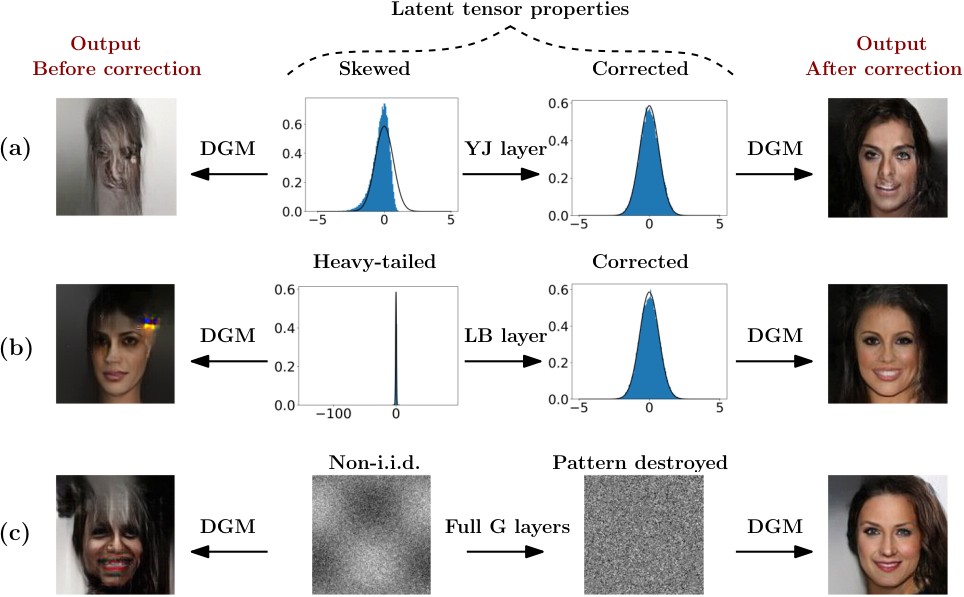 Latent tensor properties
Output
Before correction
Skewed
Corrected
Output
After correction
(a)
DGM
0.6
0.4
0.2
0.0
−5
0
5
YJ layer
0.6
0.4
0.2
0.0
−5
0
5
DGM
Heavy-tailed
Corrected
(b)
DGM
0.6
0.4
0.2
0.0
−100
0
LB layer
0.6
0.4
0.2
0.0
−5
0
5
DGM
Non-i.i.d.
Pattern destroyed
(c)
DGM
Full G layers
DGM